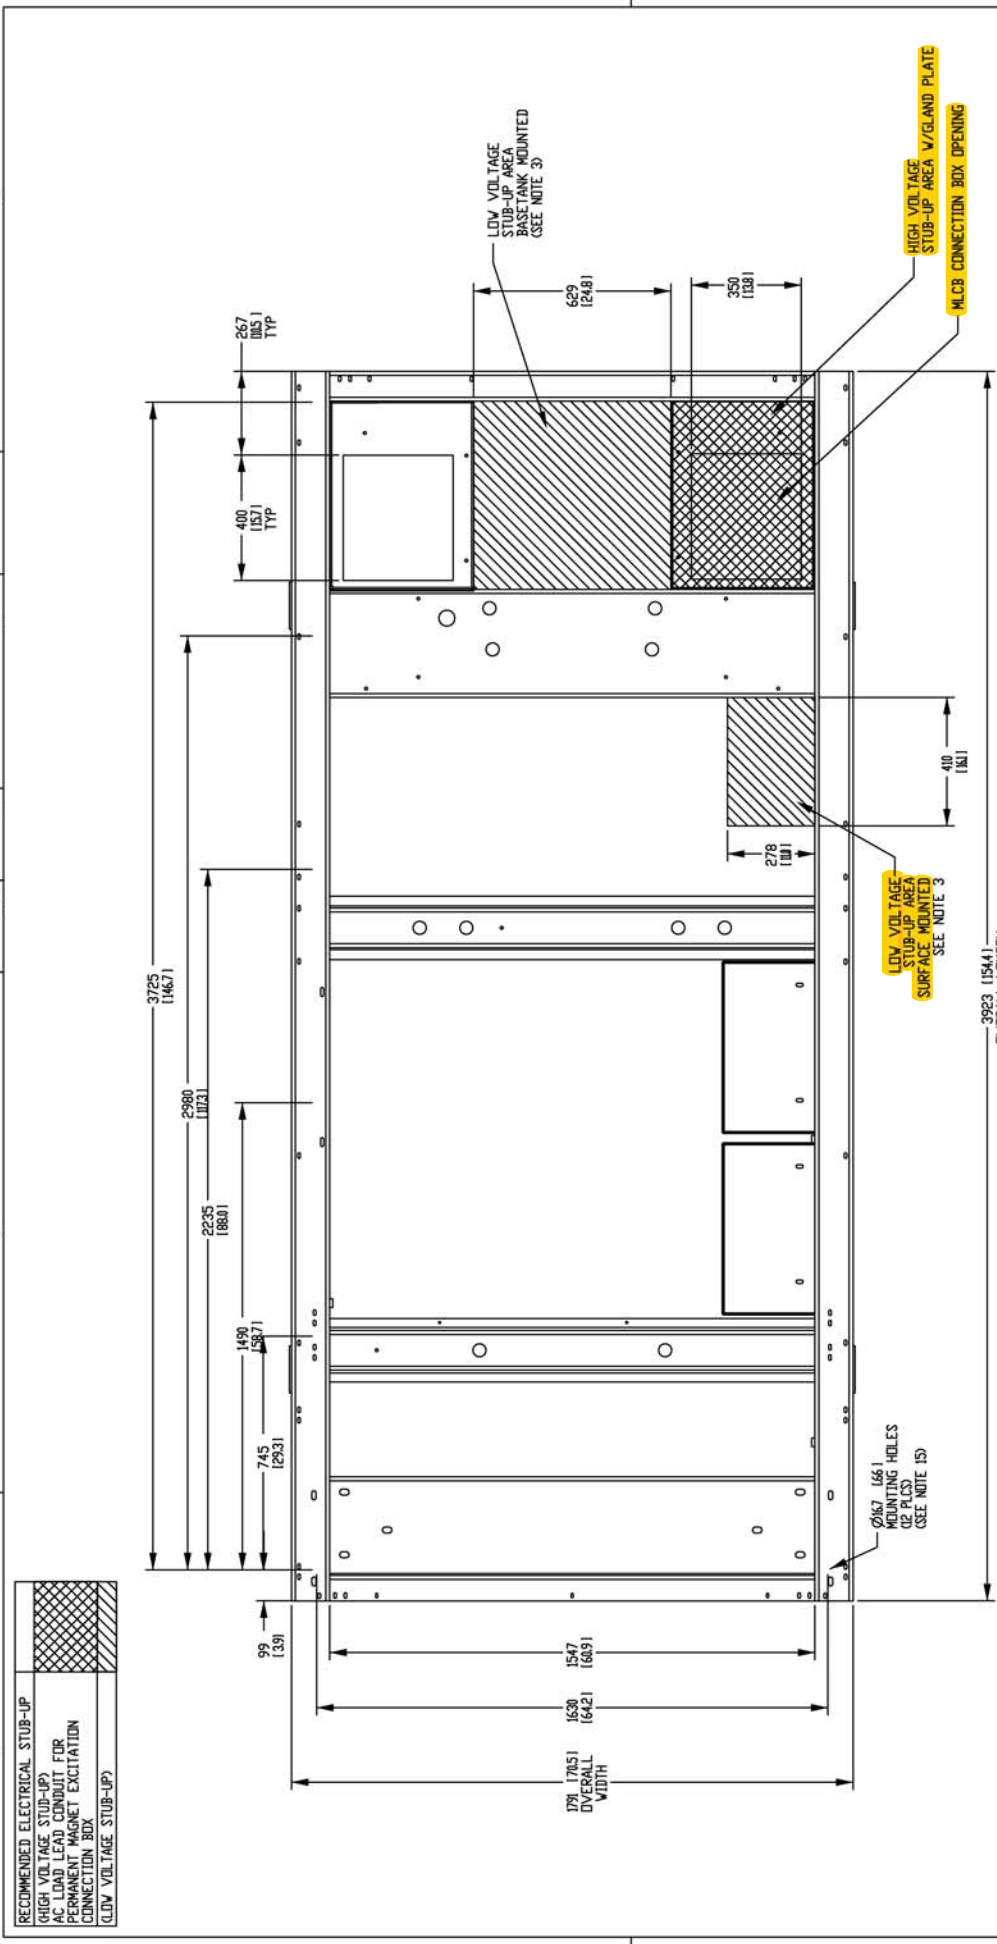 RECOMMENDED ELECTRICAL STUB-UP
(HIGH VOLTAGE STUD-UP)
AC LOAD LEAD CONDUIT FOR
PERMANENT MAGNET EXCITATION
CONNECTION BOX
(LOW VOLTAGE STUB-UP)
3725
[146.7]
2980
[117.3]
2235
[88.0]
1490
[58.7]
745
[29.3]
99
[3.9]
400
[15.7]
TYP
267
[10.5]
TYP
LOW VOLTAGE
STUB-UP AREA
BASETANK MOUNTED
(SEE NOTE 3)
629
[24.8]
350
[13.8]
HIGH VOLTAGE
STUB-UP AREA W/GLAND PLATE
MLCB CONNECTION BOX OPENING
410
[16.1]
278
[11.0]
LOW VOLTAGE
STUB-UP AREA
SURFACE MOUNTED
SEE NOTE 3
3923 [154.4]
Ø16.7 [.66]
MOUNTING HOLES
(12 PLCS)
(SEE NOTE 15)
1547
[60.9]
1630
[64.2]
1791 [70.5]
OVERALL
WIDTH